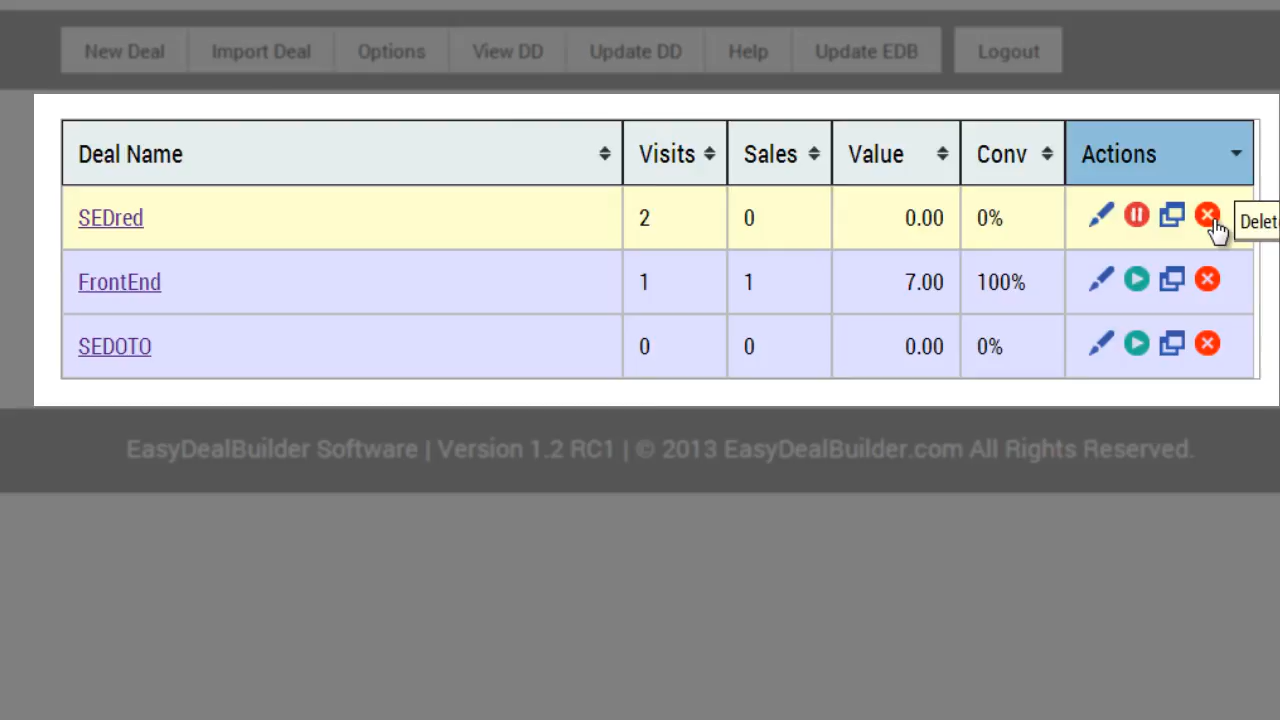 New Deal Import Deal Options View DD Update DD Help Update EDB Logout
Deal Name Visits Sales Value Conv Actions
SEDred 2 0 0.00 0%
Delet
FrontEnd 1 1 7.00 100%
SEDOTO 0 0 0.00 0%
EasyDealBuilder Software | Version 1.2 RC1 | © 2013 EasyDealBuilder.com All Rights Reserved.